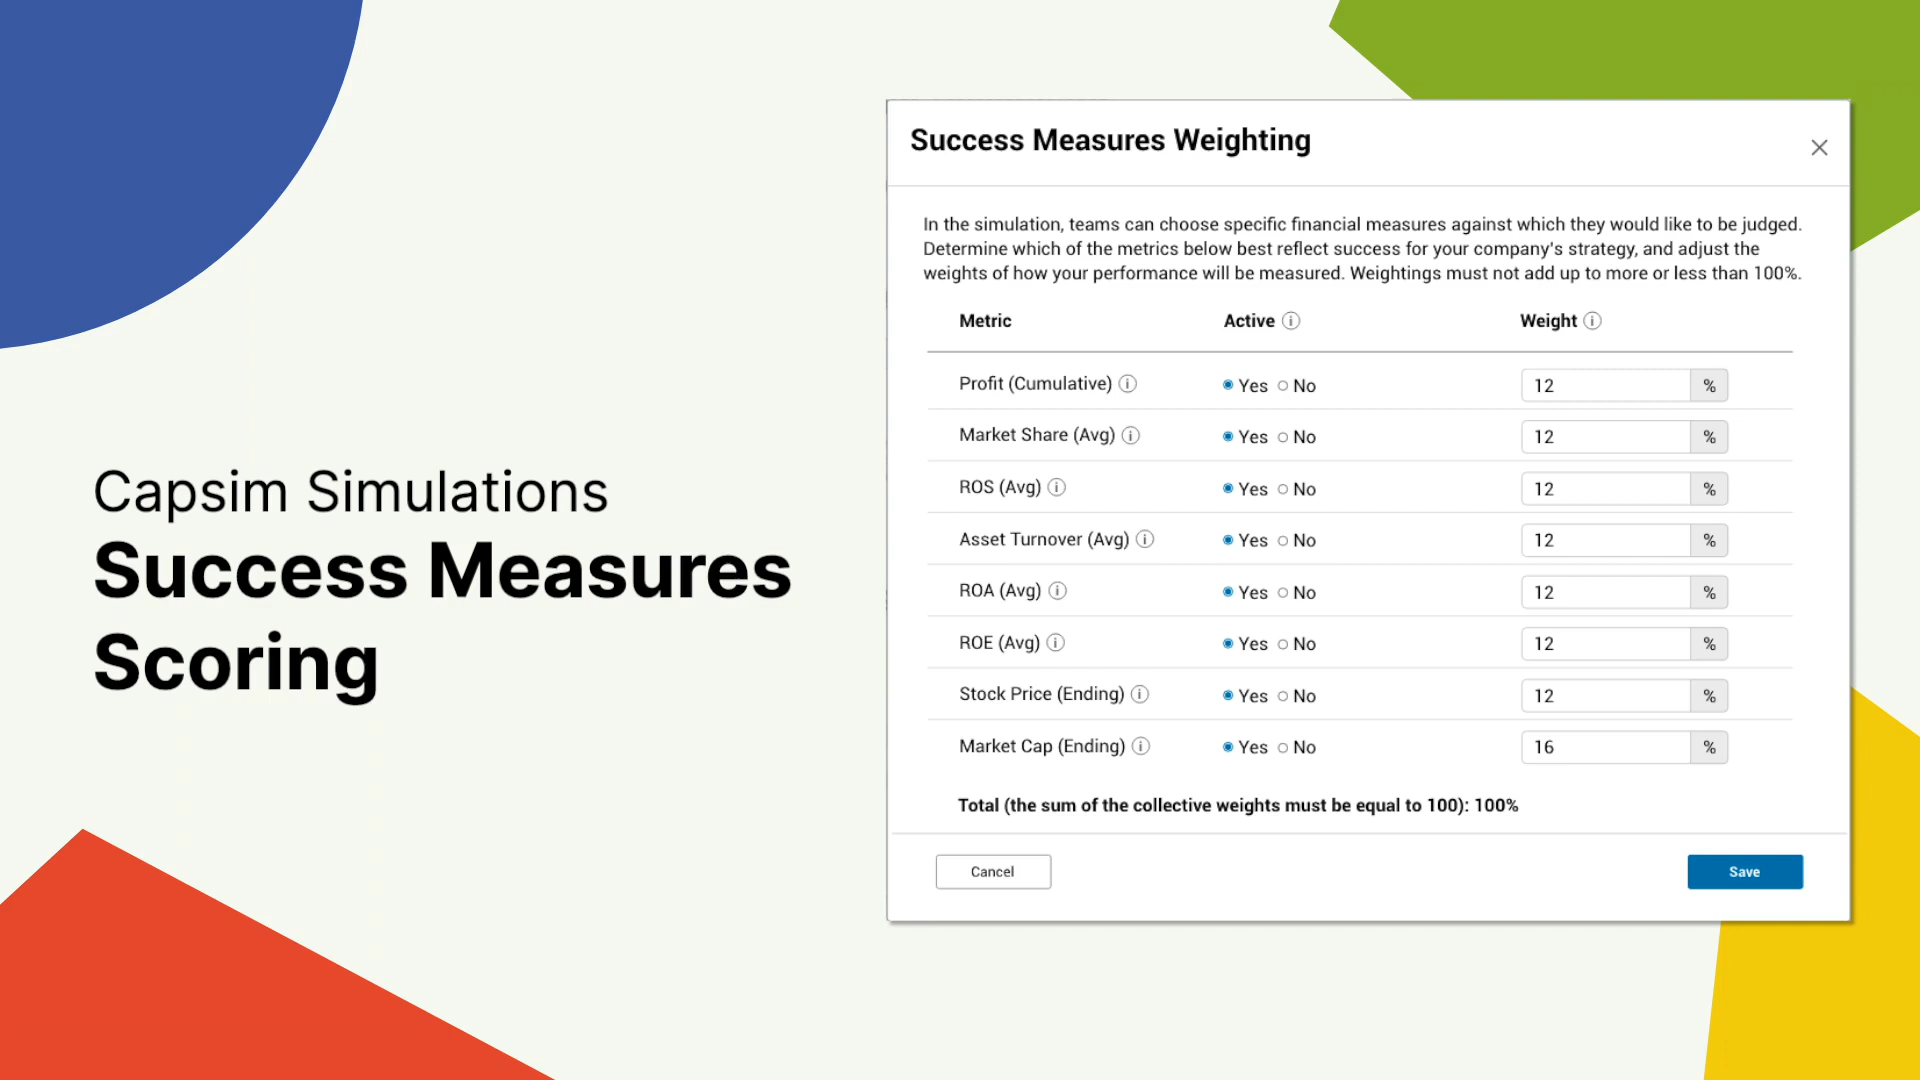 Capsim Simulations
Success Measures
Scoring
Success Measures Weighting
In the simulation, teams can choose specific financial measures against which they would like to be judged.
Determine which of the metrics below best reflect success for your company's strategy, and adjust the
weights of how your performance will be measured. Weightings must not add up to more or less than 100%.
Metric Active Weight
Profit (Cumulative) Yes No 12 %
Market Share (Avg) Yes No 12 %
ROS (Avg) Yes No 12 %
Asset Turnover (Avg) Yes No 12 %
ROA (Avg) Yes No 12 %
ROE (Avg) Yes No 12 %
Stock Price (Ending) Yes No 12 %
Market Cap (Ending) Yes No 16 %
Total (the sum of the collective weights must be equal to 100): 100%
Cancel Save